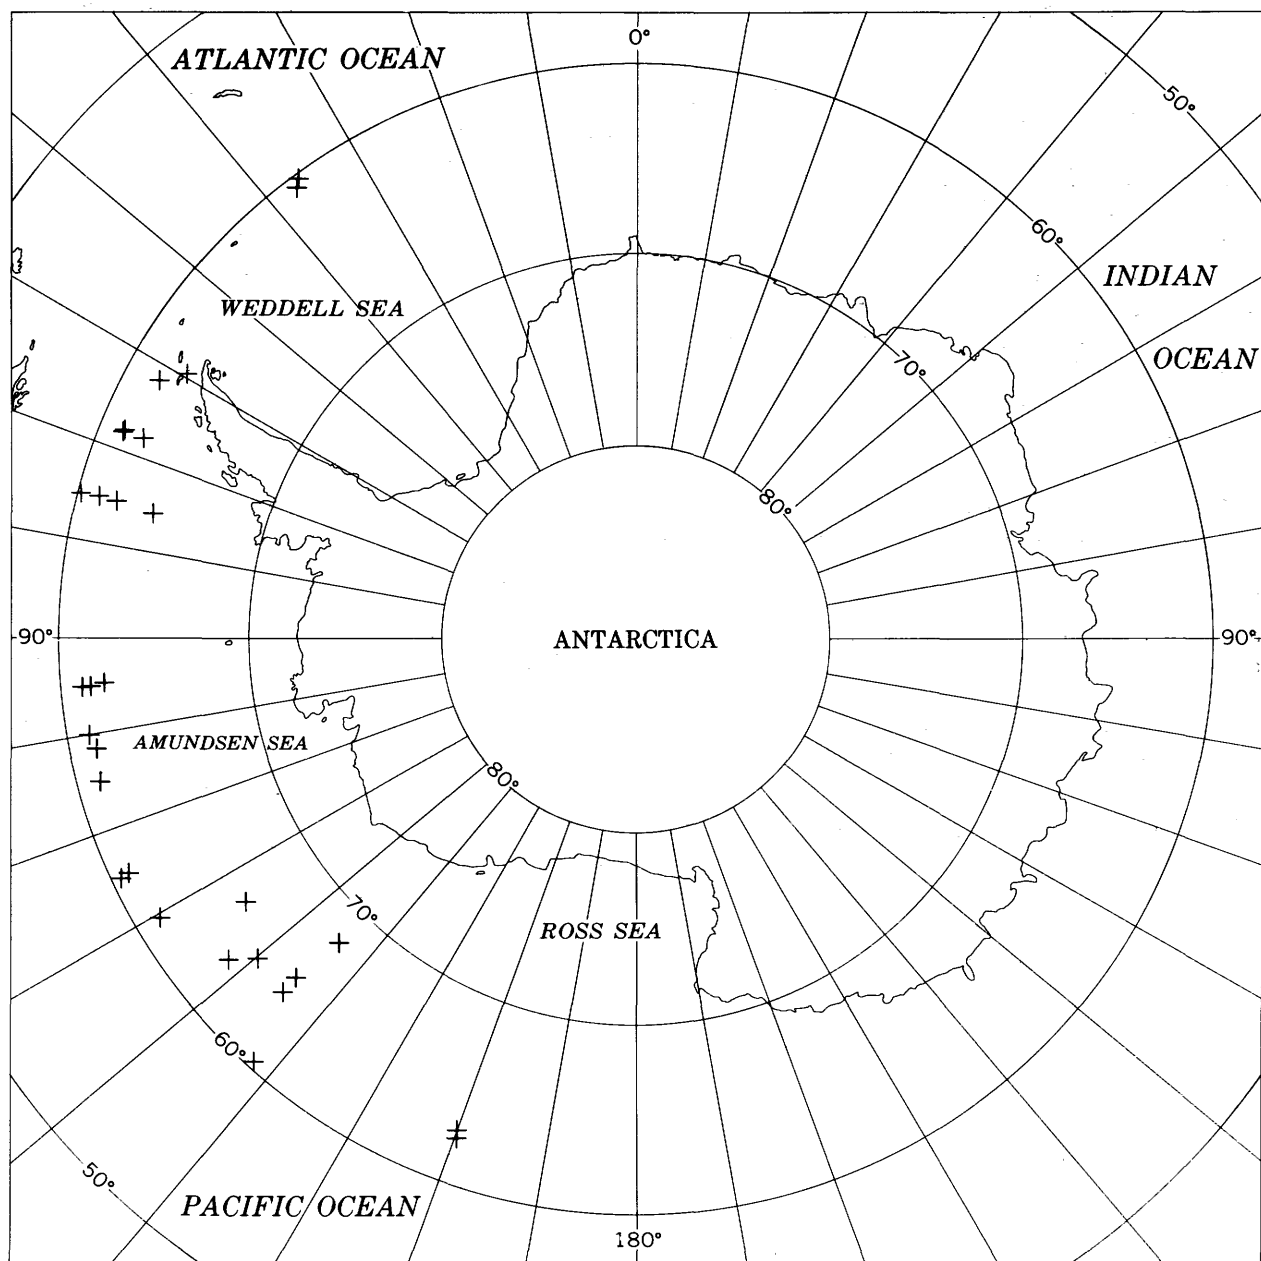 0°
ATLANTIC OCEAN
50°
60°
INDIAN
WEDDELL SEA
OCEAN
70°
80°
90°
ANTARCTICA
90°
AMUNDSEN SEA
80°
70°
ROSS SEA
60°
50°
PACIFIC OCEAN
180°